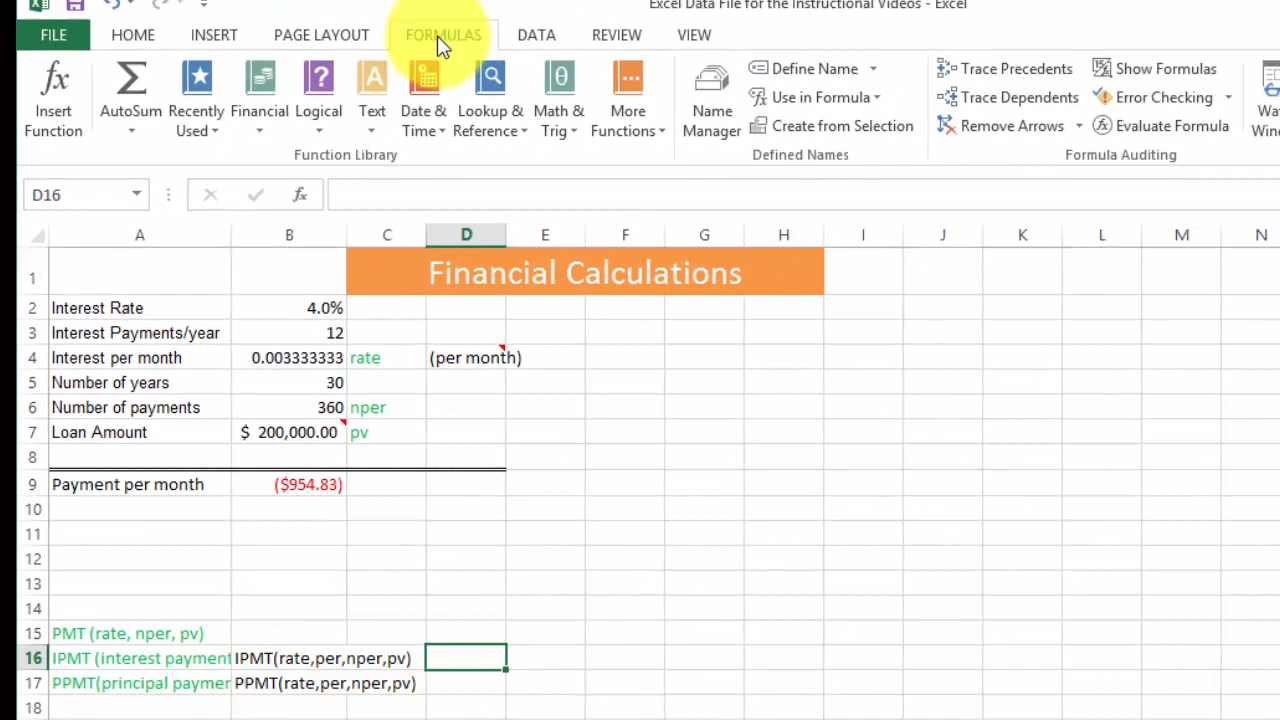 Excel Data File for the Instructional Videos - Excel
FILE HOME INSERT PAGE LAYOUT FORMULAS DATA REVIEW VIEW
fx Insert Function
AutoSum
Recently Used
Financial
Logical
Text
Date & Time
Lookup & Reference
Math & Trig
More Functions
Function Library
Name Manager
Define Name
Use in Formula
Create from Selection
Defined Names
Trace Precedents
Trace Dependents
Remove Arrows
Show Formulas
Error Checking
Evaluate Formula
Formula Auditing
D16 fx
A B C D E F G H I J K L M N
1 Financial Calculations
2 Interest Rate 4.0%
3 Interest Payments/year 12
4 Interest per month 0.003333333 rate (per month)
5 Number of years 30
6 Number of payments 360 nper
7 Loan Amount $ 200,000.00 pv
8
9 Payment per month ($954.83)
10
11
12
13
14
15 PMT (rate, nper, pv)
16 IPMT (interest payment IPMT(rate,per,nper,pv)
17 PPMT(principal paymer PPMT(rate,per,nper,pv)
18